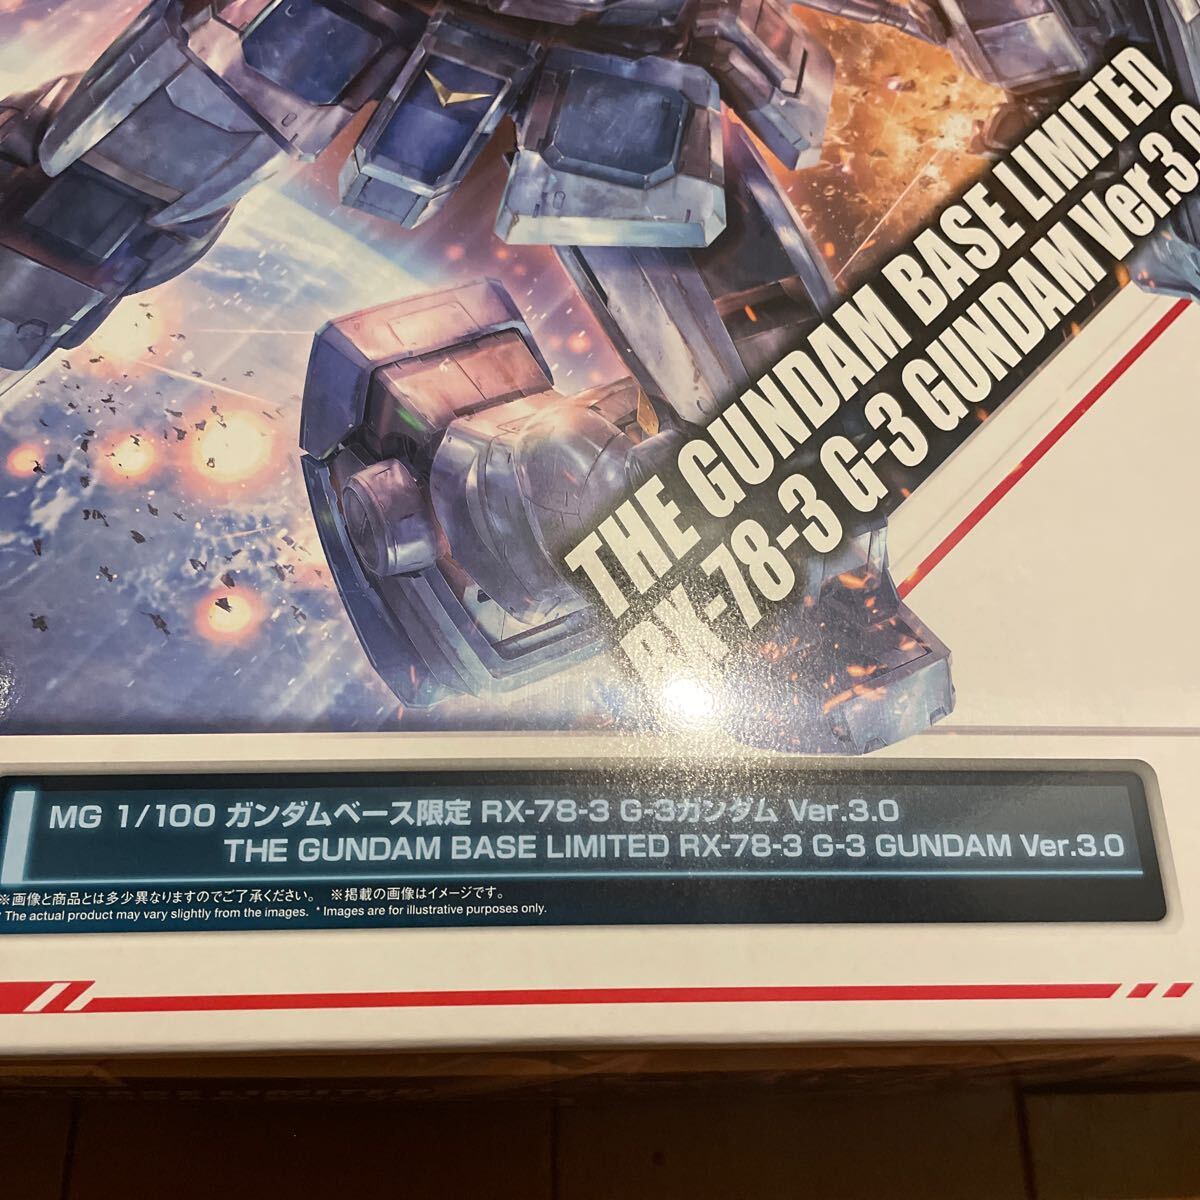 THE GUNDAM BASE LIMITED
RX-78-3 G-3 GUNDAM Ver.3.0
MG 1/100 ガンダムベース限定 RX-78-3 G-3ガンダム Ver.3.0
THE GUNDAM BASE LIMITED RX-78-3 G-3 GUNDAM Ver.3.0
※画像と商品とは多少異なりますのでご了承ください。 ※掲載の画像はイメージです。
* The actual product may vary slightly from the images. * Images are for illustrative purposes only.